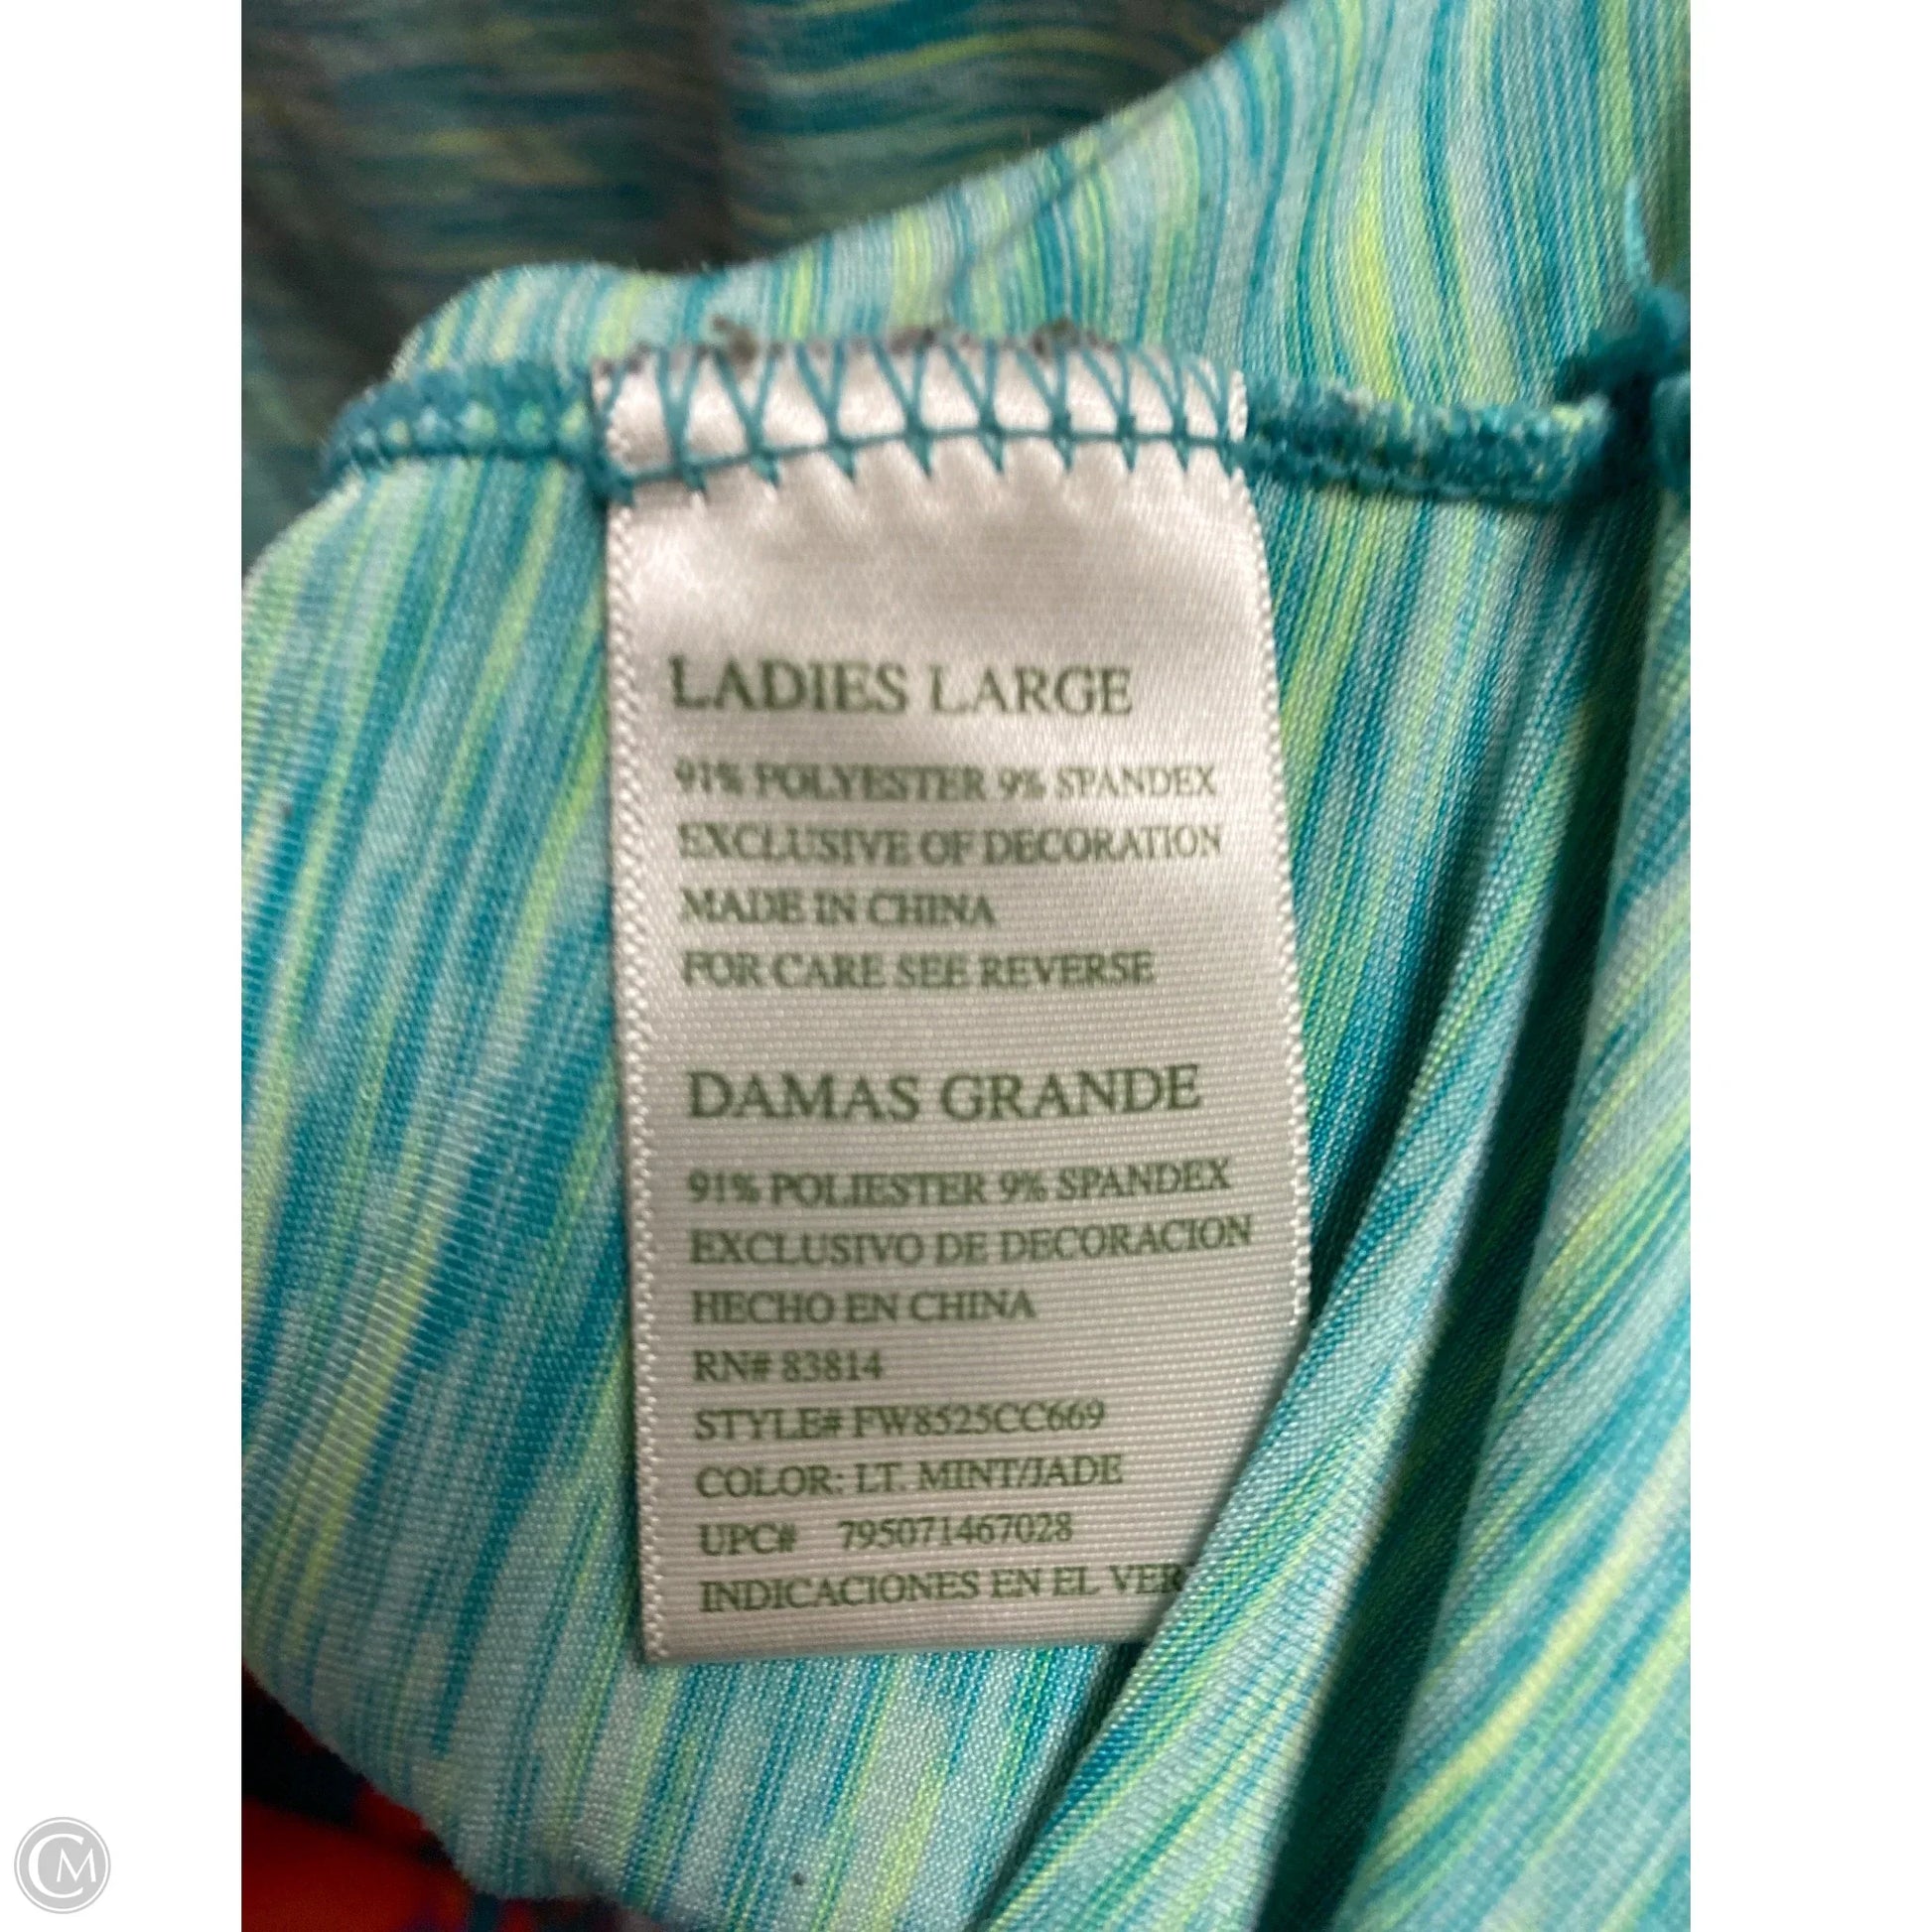 LADIES LARGE
91% POLYESTER 9% SPANDEX
EXCLUSIVE OF DECORATION
MADE IN CHINA
FOR CARE SEE REVERSE
DAMAS GRANDE
91% POLIESTER 9% SPANDEX
EXCLUSIVO DE DECORACION
HECHO EN CHINA
RN# 83814
STYLE# FW8525CC669
COLOR: LT. MINT/JADE
UPC# 795071467028
INDICACIONES EN EL VER
CM